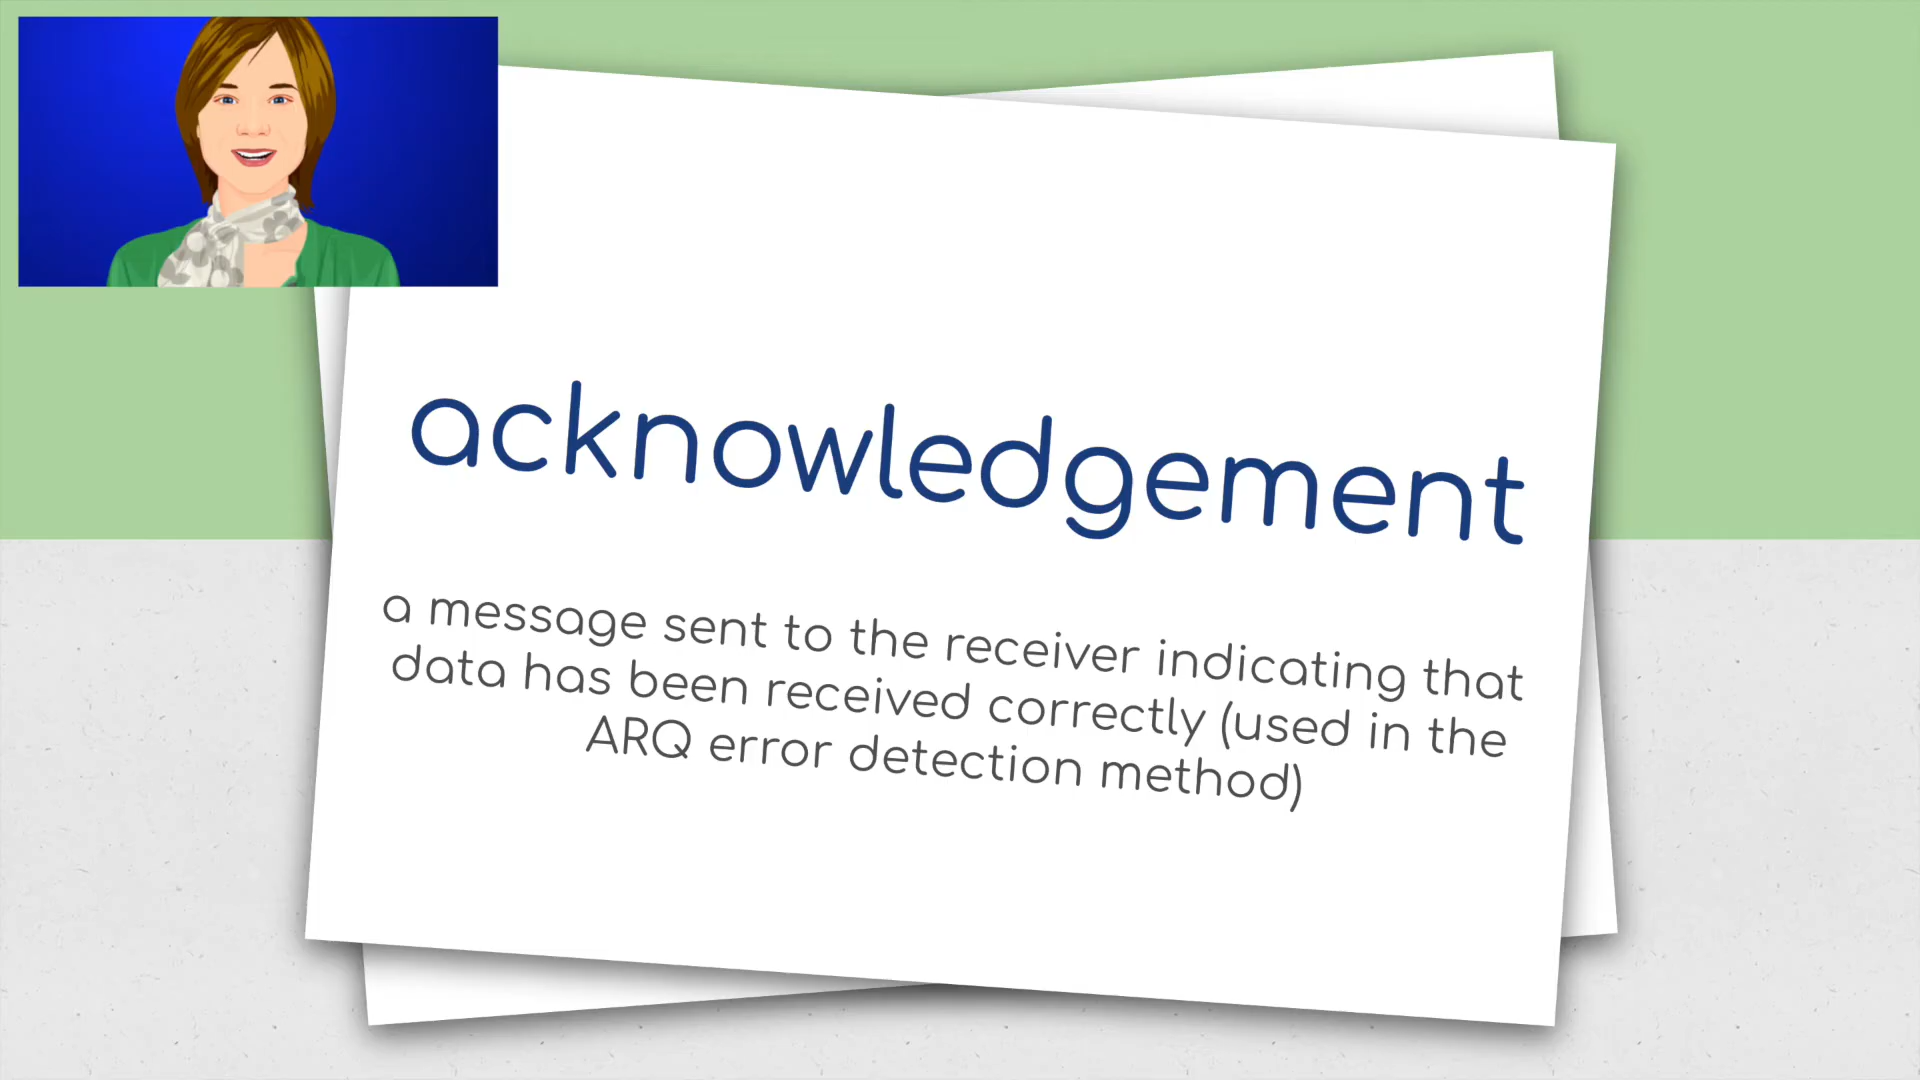 acknowledgement
a message sent to the receiver indicating that
data has been received correctly (used in the
ARQ error detection method)